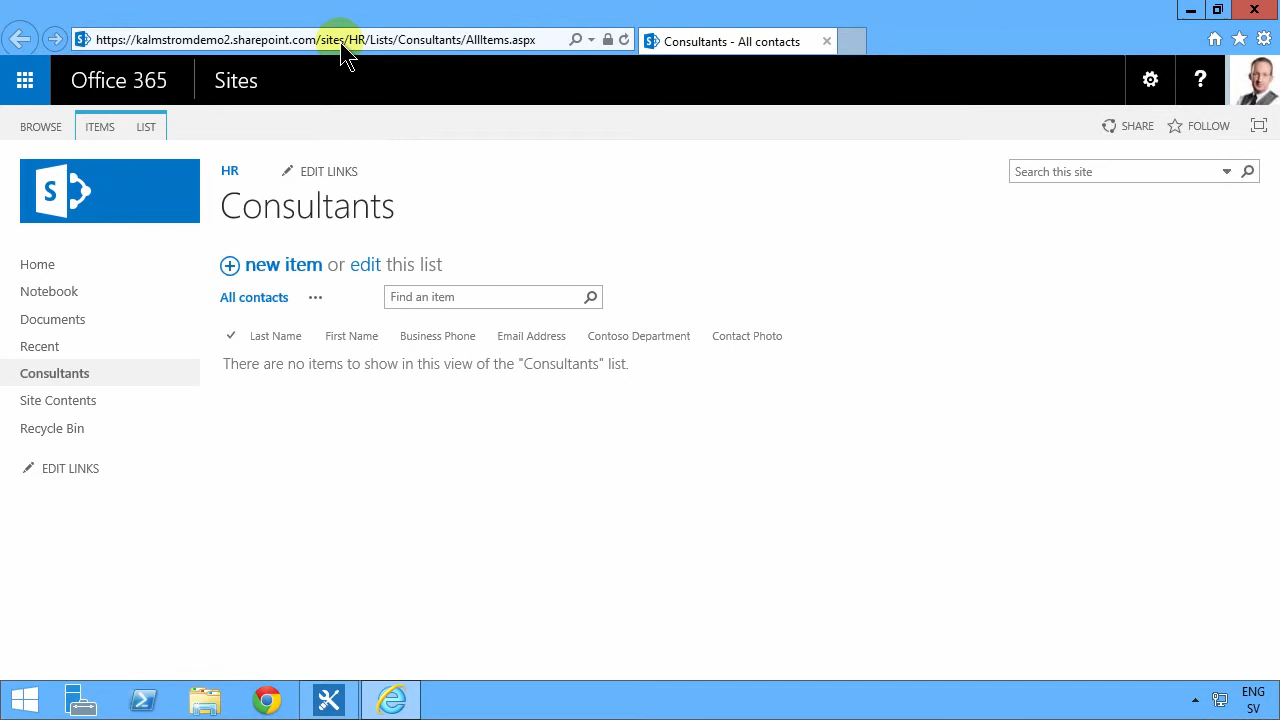 https://kalmstromdemo2.sharepoint.com/sites/HR/Lists/Consultants/AllItems.aspx
Consultants - All contacts
Office 365
Sites
?
BROWSE
ITEMS
LIST
SHARE
FOLLOW
S
HR
EDIT LINKS
Search this site
Consultants
Home
Notebook
Documents
Recent
Consultants
Site Contents
Recycle Bin
EDIT LINKS
new item or edit this list
All contacts
...
Find an item
Last Name First Name Business Phone Email Address Contoso Department Contact Photo
There are no items to show in this view of the "Consultants" list.
ENG
SV